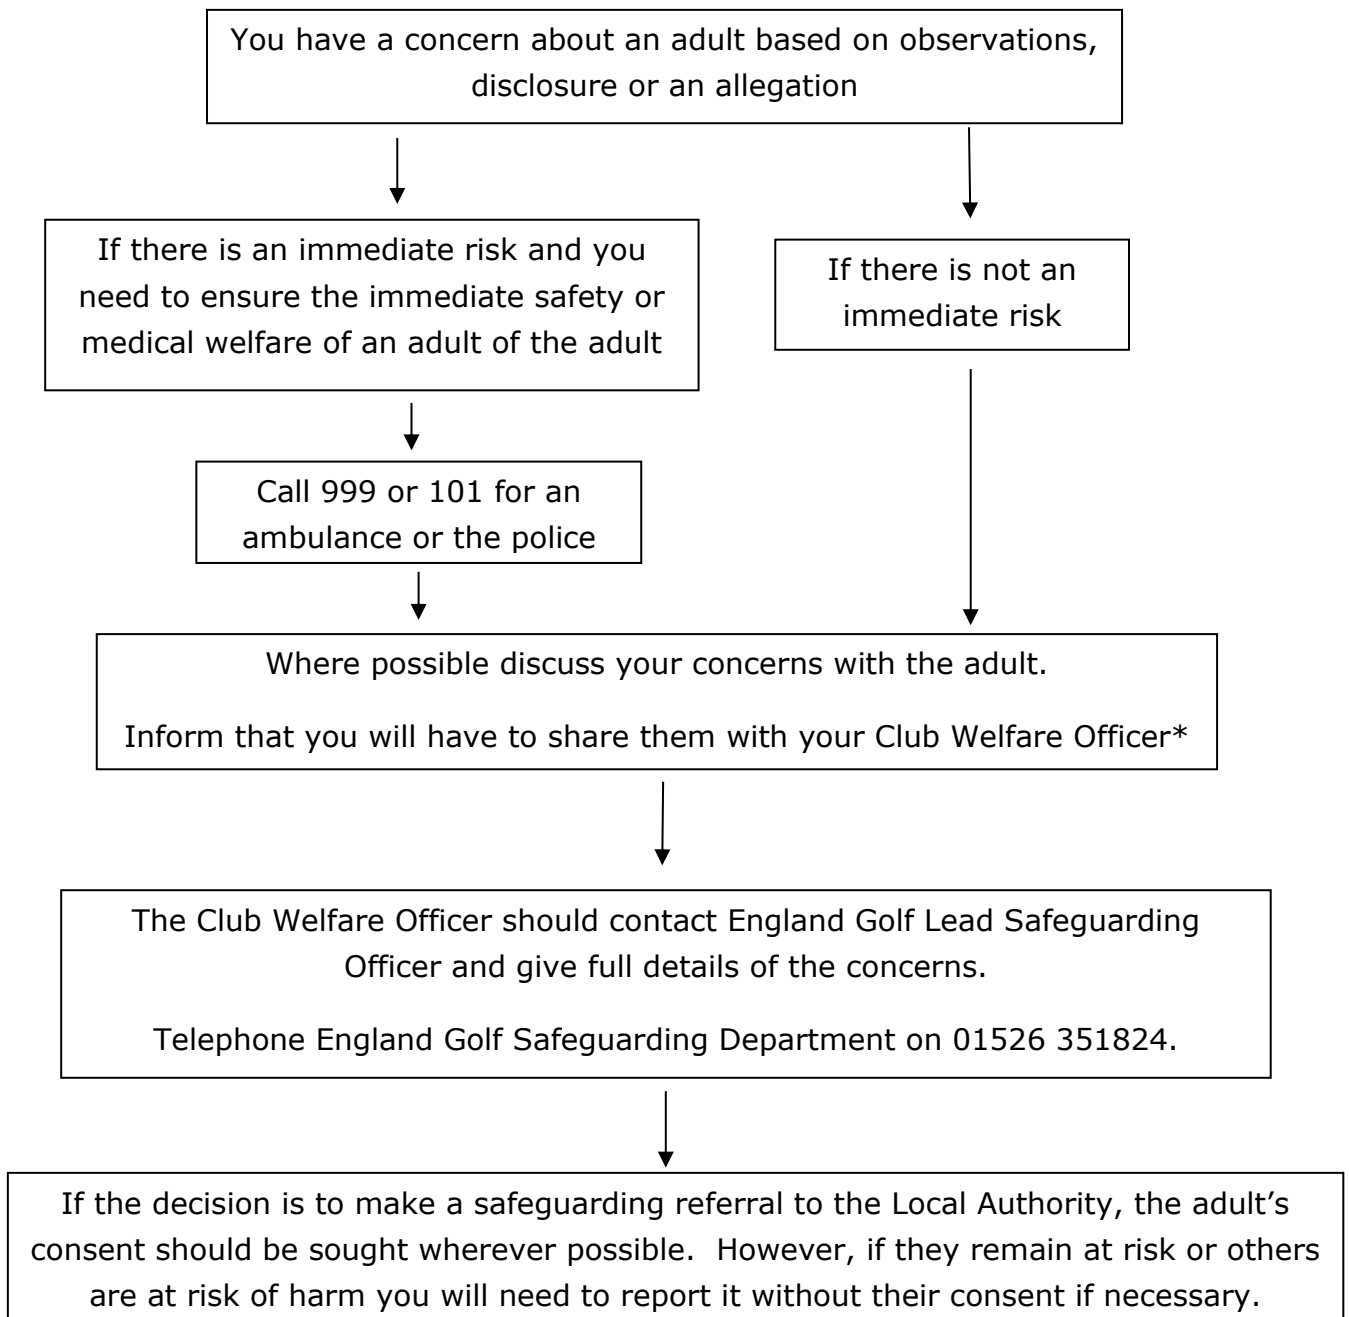 You have a concern about an adult based on observations,
disclosure or an allegation
If there is an immediate risk and you
need to ensure the immediate safety or
medical welfare of an adult of the adult
If there is not an
immediate risk
Call 999 or 101 for an
ambulance or the police
Where possible discuss your concerns with the adult.
Inform that you will have to share them with your Club Welfare Officer*
The Club Welfare Officer should contact England Golf Lead Safeguarding
Officer and give full details of the concerns.
Telephone England Golf Safeguarding Department on 01526 351824.
If the decision is to make a safeguarding referral to the Local Authority, the adult’s
consent should be sought wherever possible.  However, if they remain at risk or others
are at risk of harm you will need to report it without their consent if necessary.